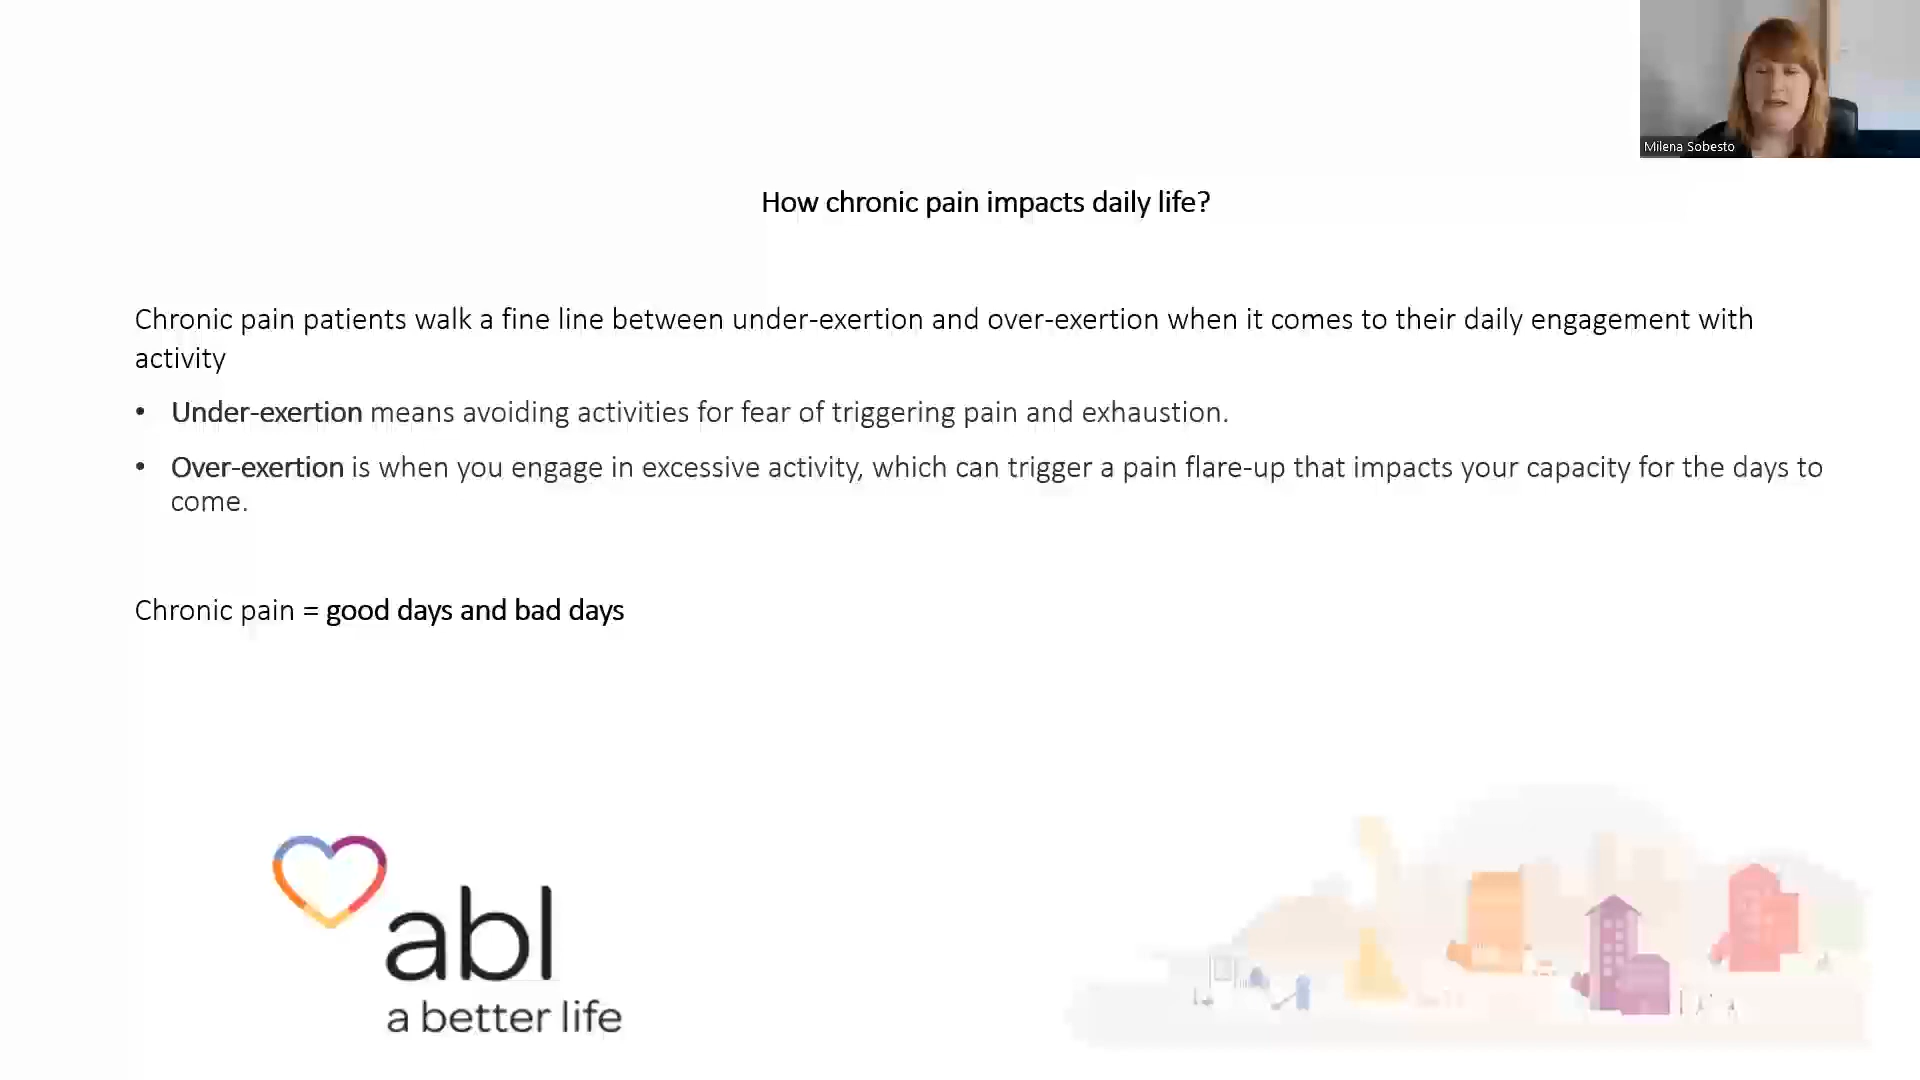 Milena Sobesto
How chronic pain impacts daily life?
Chronic pain patients walk a fine line between under-exertion and over-exertion when it comes to their daily engagement with
activity
• Under-exertion means avoiding activities for fear of triggering pain and exhaustion.
• Over-exertion is when you engage in excessive activity, which can trigger a pain flare-up that impacts your capacity for the days to
come.
Chronic pain = good days and bad days
abl
a better life